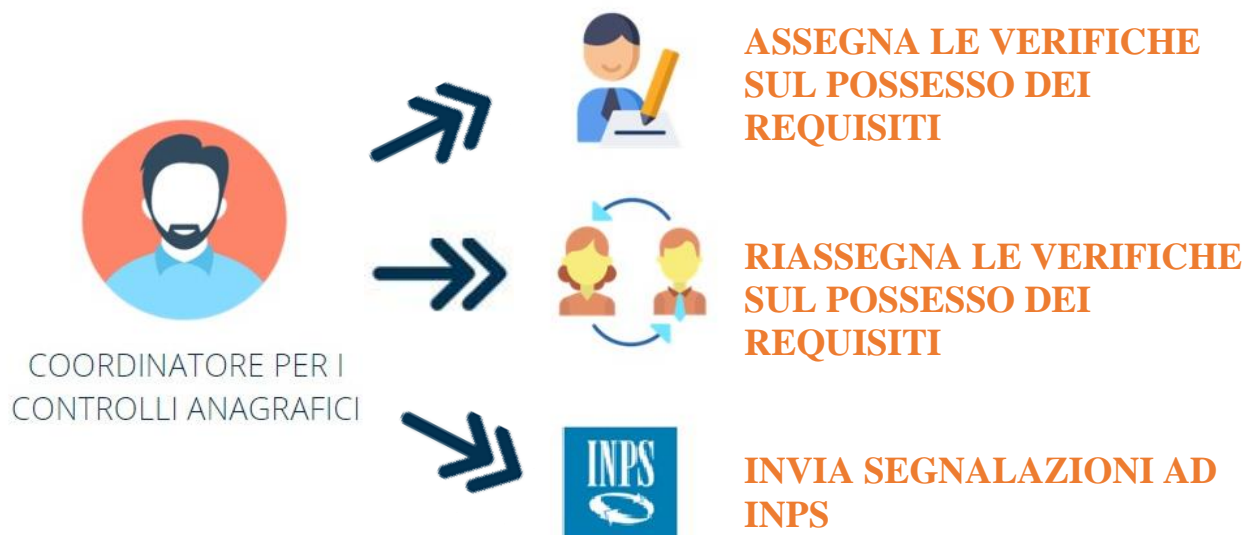 ASSEGNA LE VERIFICHE
SUL POSSESSO DEI
REQUISITI
COORDINATORE PER I
CONTROLLI ANAGRAFICI
RIASSEGNA LE VERIFICHE
SUL POSSESSO DEI
REQUISITI
INPS
INVIA SEGNALAZIONI AD
INPS